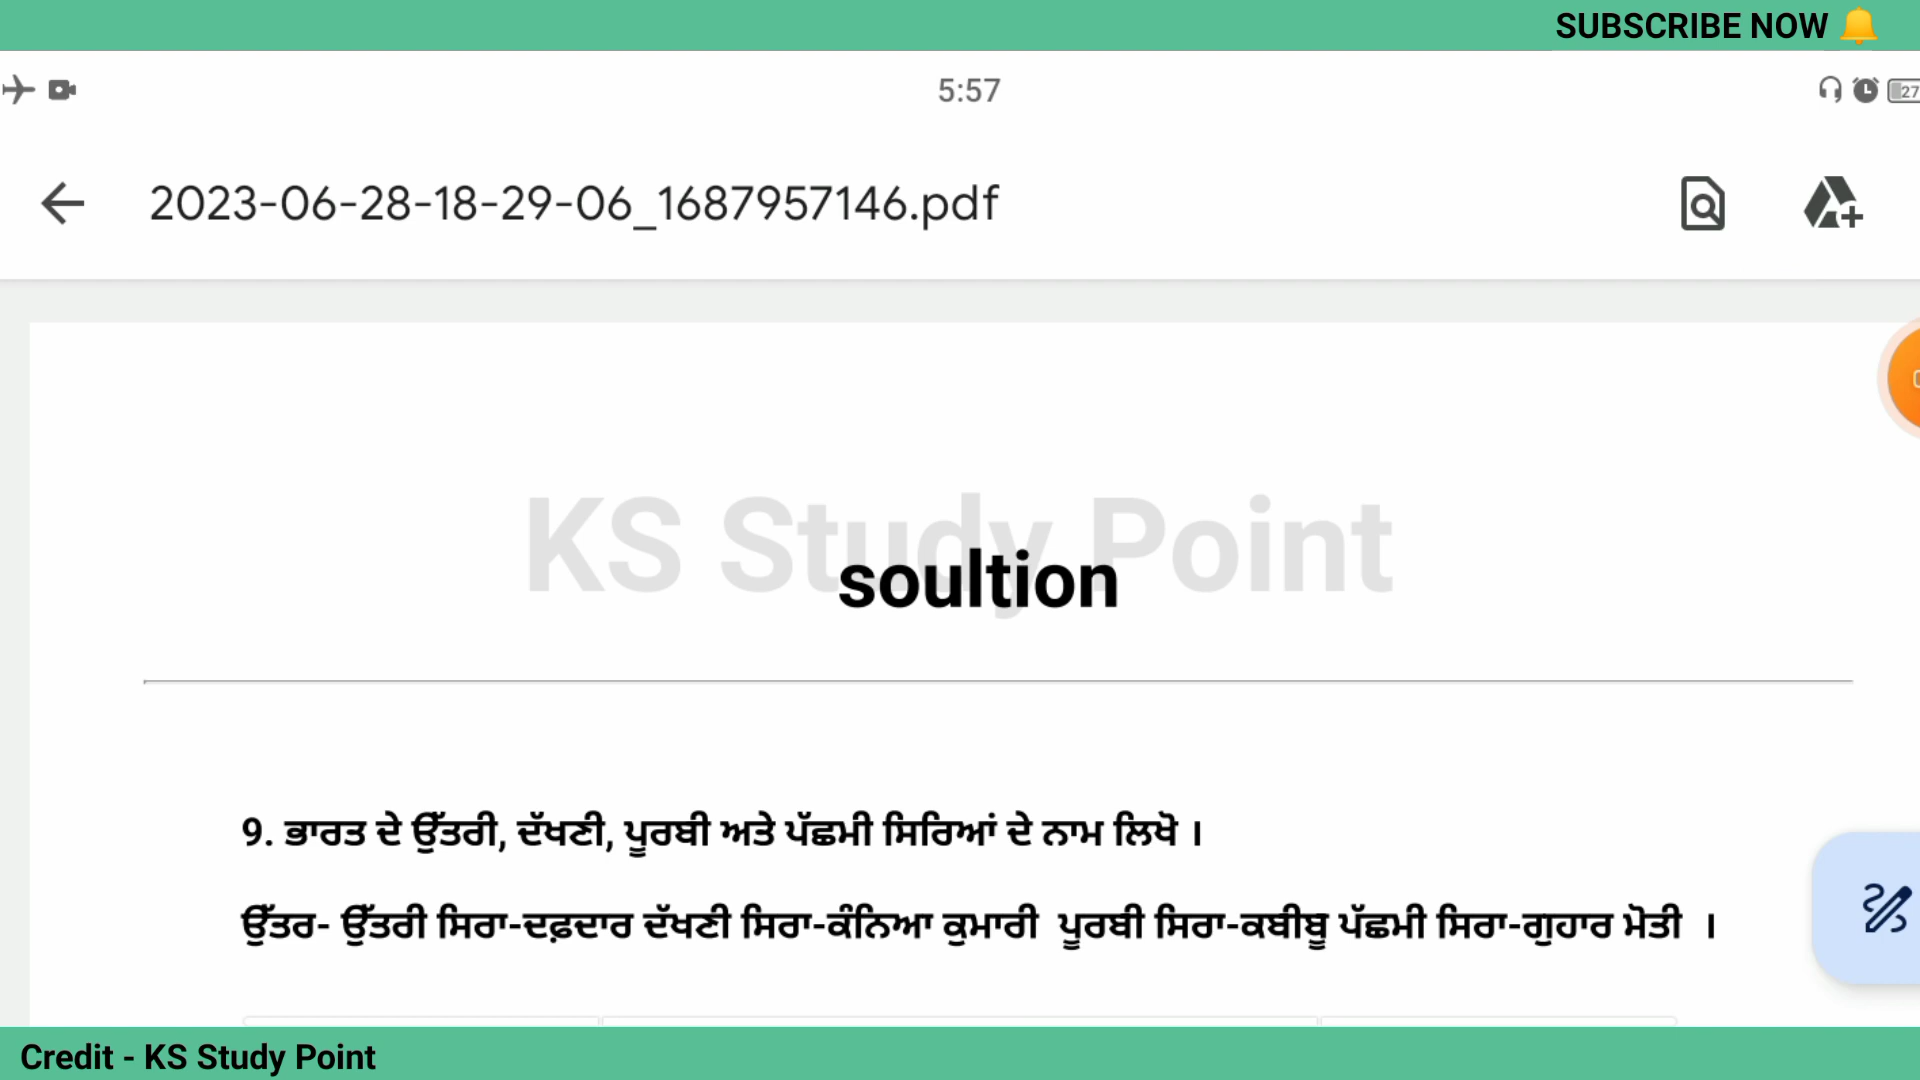 SUBSCRIBE NOW 🔔
5:57
27
2023-06-28-18-29-06_1687957146.pdf
KS Study Point
soultion
9. ਭਾਰਤ ਦੇ ਉੱਤਰੀ, ਦੱਖਣੀ, ਪੂਰਬੀ ਅਤੇ ਪੱਛਮੀ ਸਿਰਿਆਂ ਦੇ ਨਾਮ ਲਿਖੋ ।
ਉੱਤਰ- ਉੱਤਰੀ ਸਿਰਾ-ਦਫ਼ਦਾਰ ਦੱਖਣੀ ਸਿਰਾ-ਕੰਨਿਆ ਕੁਮਾਰੀ ਪੂਰਬੀ ਸਿਰਾ-ਕਬੀਬੂ ਪੱਛਮੀ ਸਿਰਾ-ਗੁਹਾਰ ਮੋਤੀ ।
Credit - KS Study Point